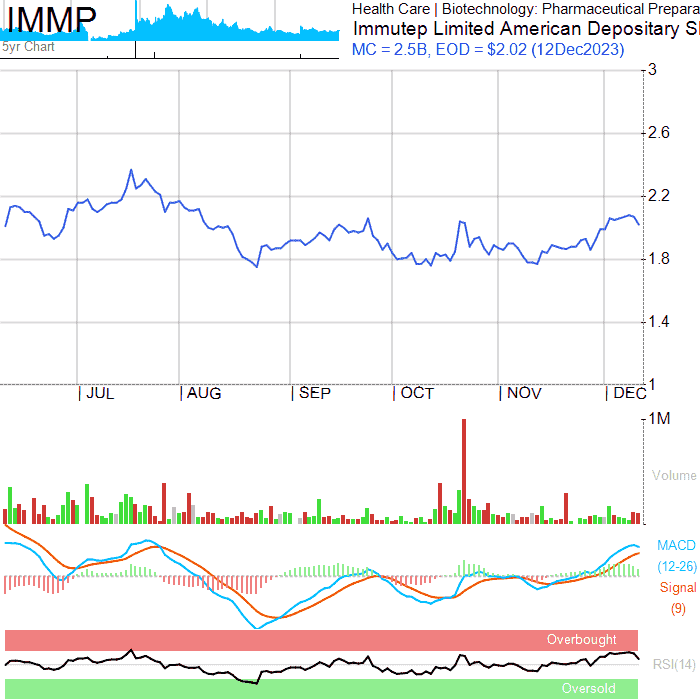 IMMP
5yr Chart
Health Care | Biotechnology: Pharmaceutical Prepara
Immutep Limited American Depositary S
MC = 2.5B, EOD = $2.02 (12Dec2023)
3
2.6
2.2
1.8
1.4
1
JUL
AUG
SEP
OCT
NOV
DEC
1M
Volume
MACD
(12-26)
Signal
(9)
Overbought
RSI(14)
Oversold